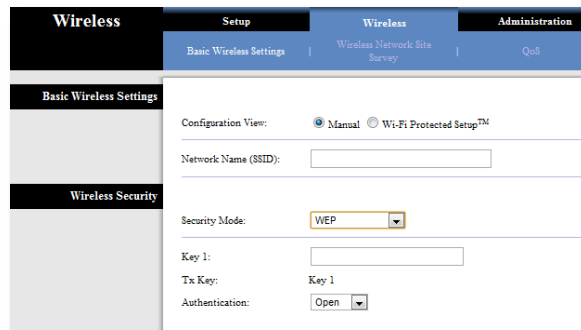 Wireless
Setup Wireless Administration
Basic Wireless Settings | Wireless Network Site Survey | QoS
Basic Wireless Settings
Configuration View: Manual Wi-Fi Protected Setup™
Network Name (SSID):
Wireless Security
Security Mode: WEP
Key 1:
Tx Key: Key 1
Authentication: Open